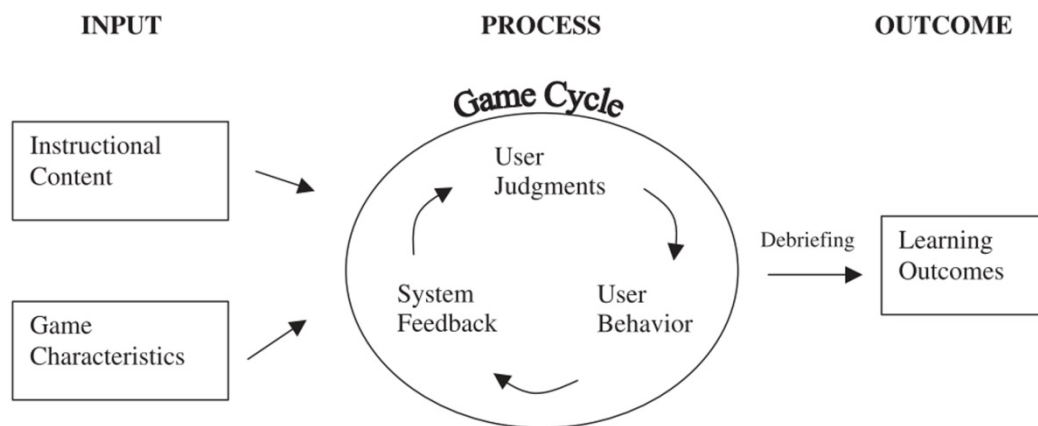 INPUT
PROCESS
OUTCOME
Instructional
Content
Game
Characteristics
Game Cycle
User
Judgments
System
Feedback
User
Behavior
Debriefing
Learning
Outcomes